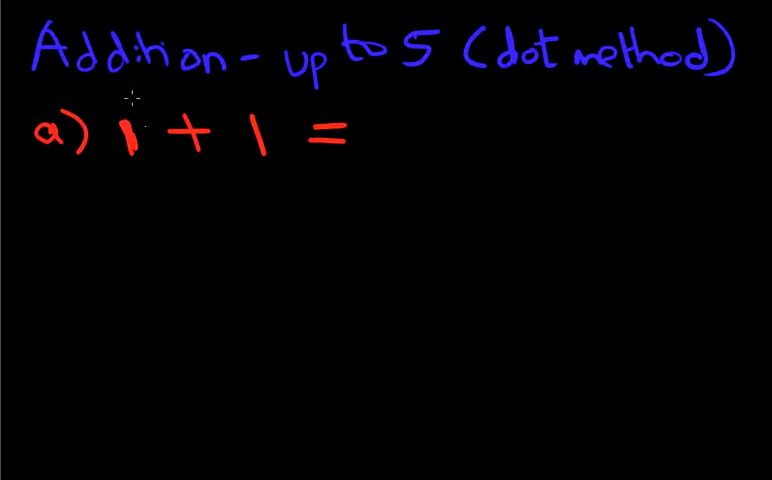 Addition - up to 5 (dot method)
a) 1 + 1 =